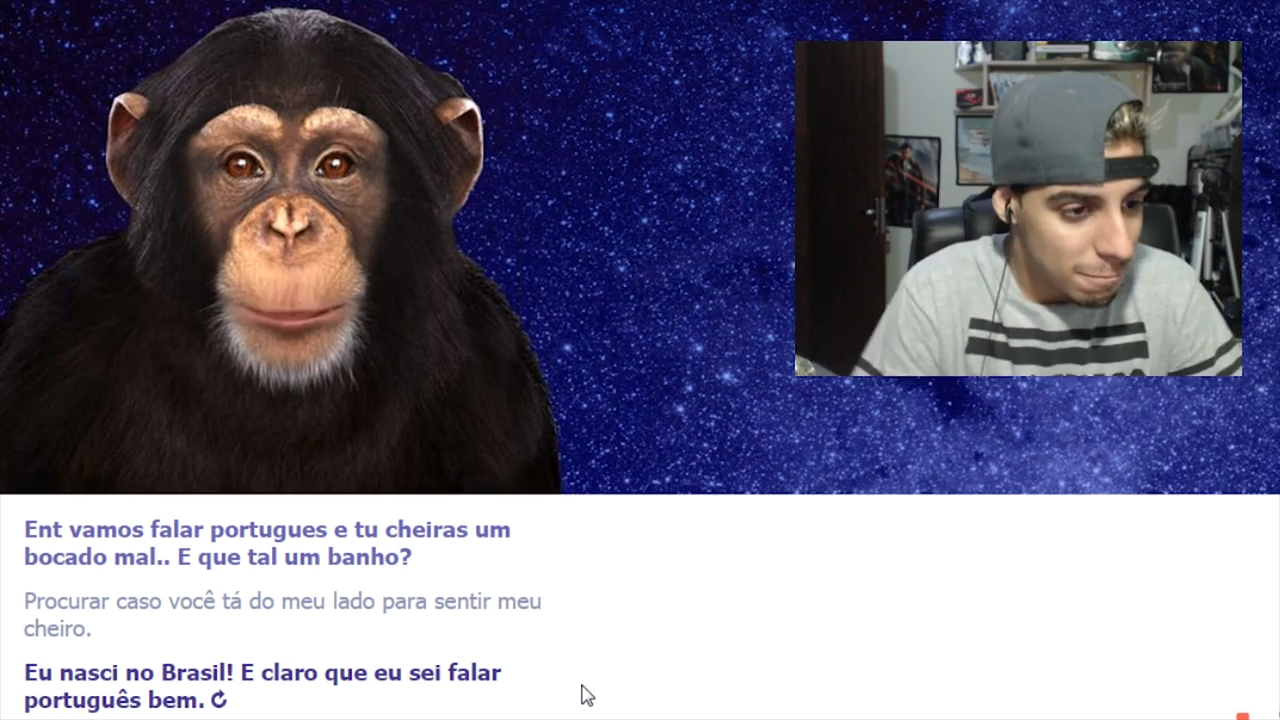 Ent vamos falar portugues e tu cheiras um
bocado mal.. E que tal um banho?
Procurar caso você tá do meu lado para sentir meu
cheiro.
Eu nasci no Brasil! E claro que eu sei falar
português bem.